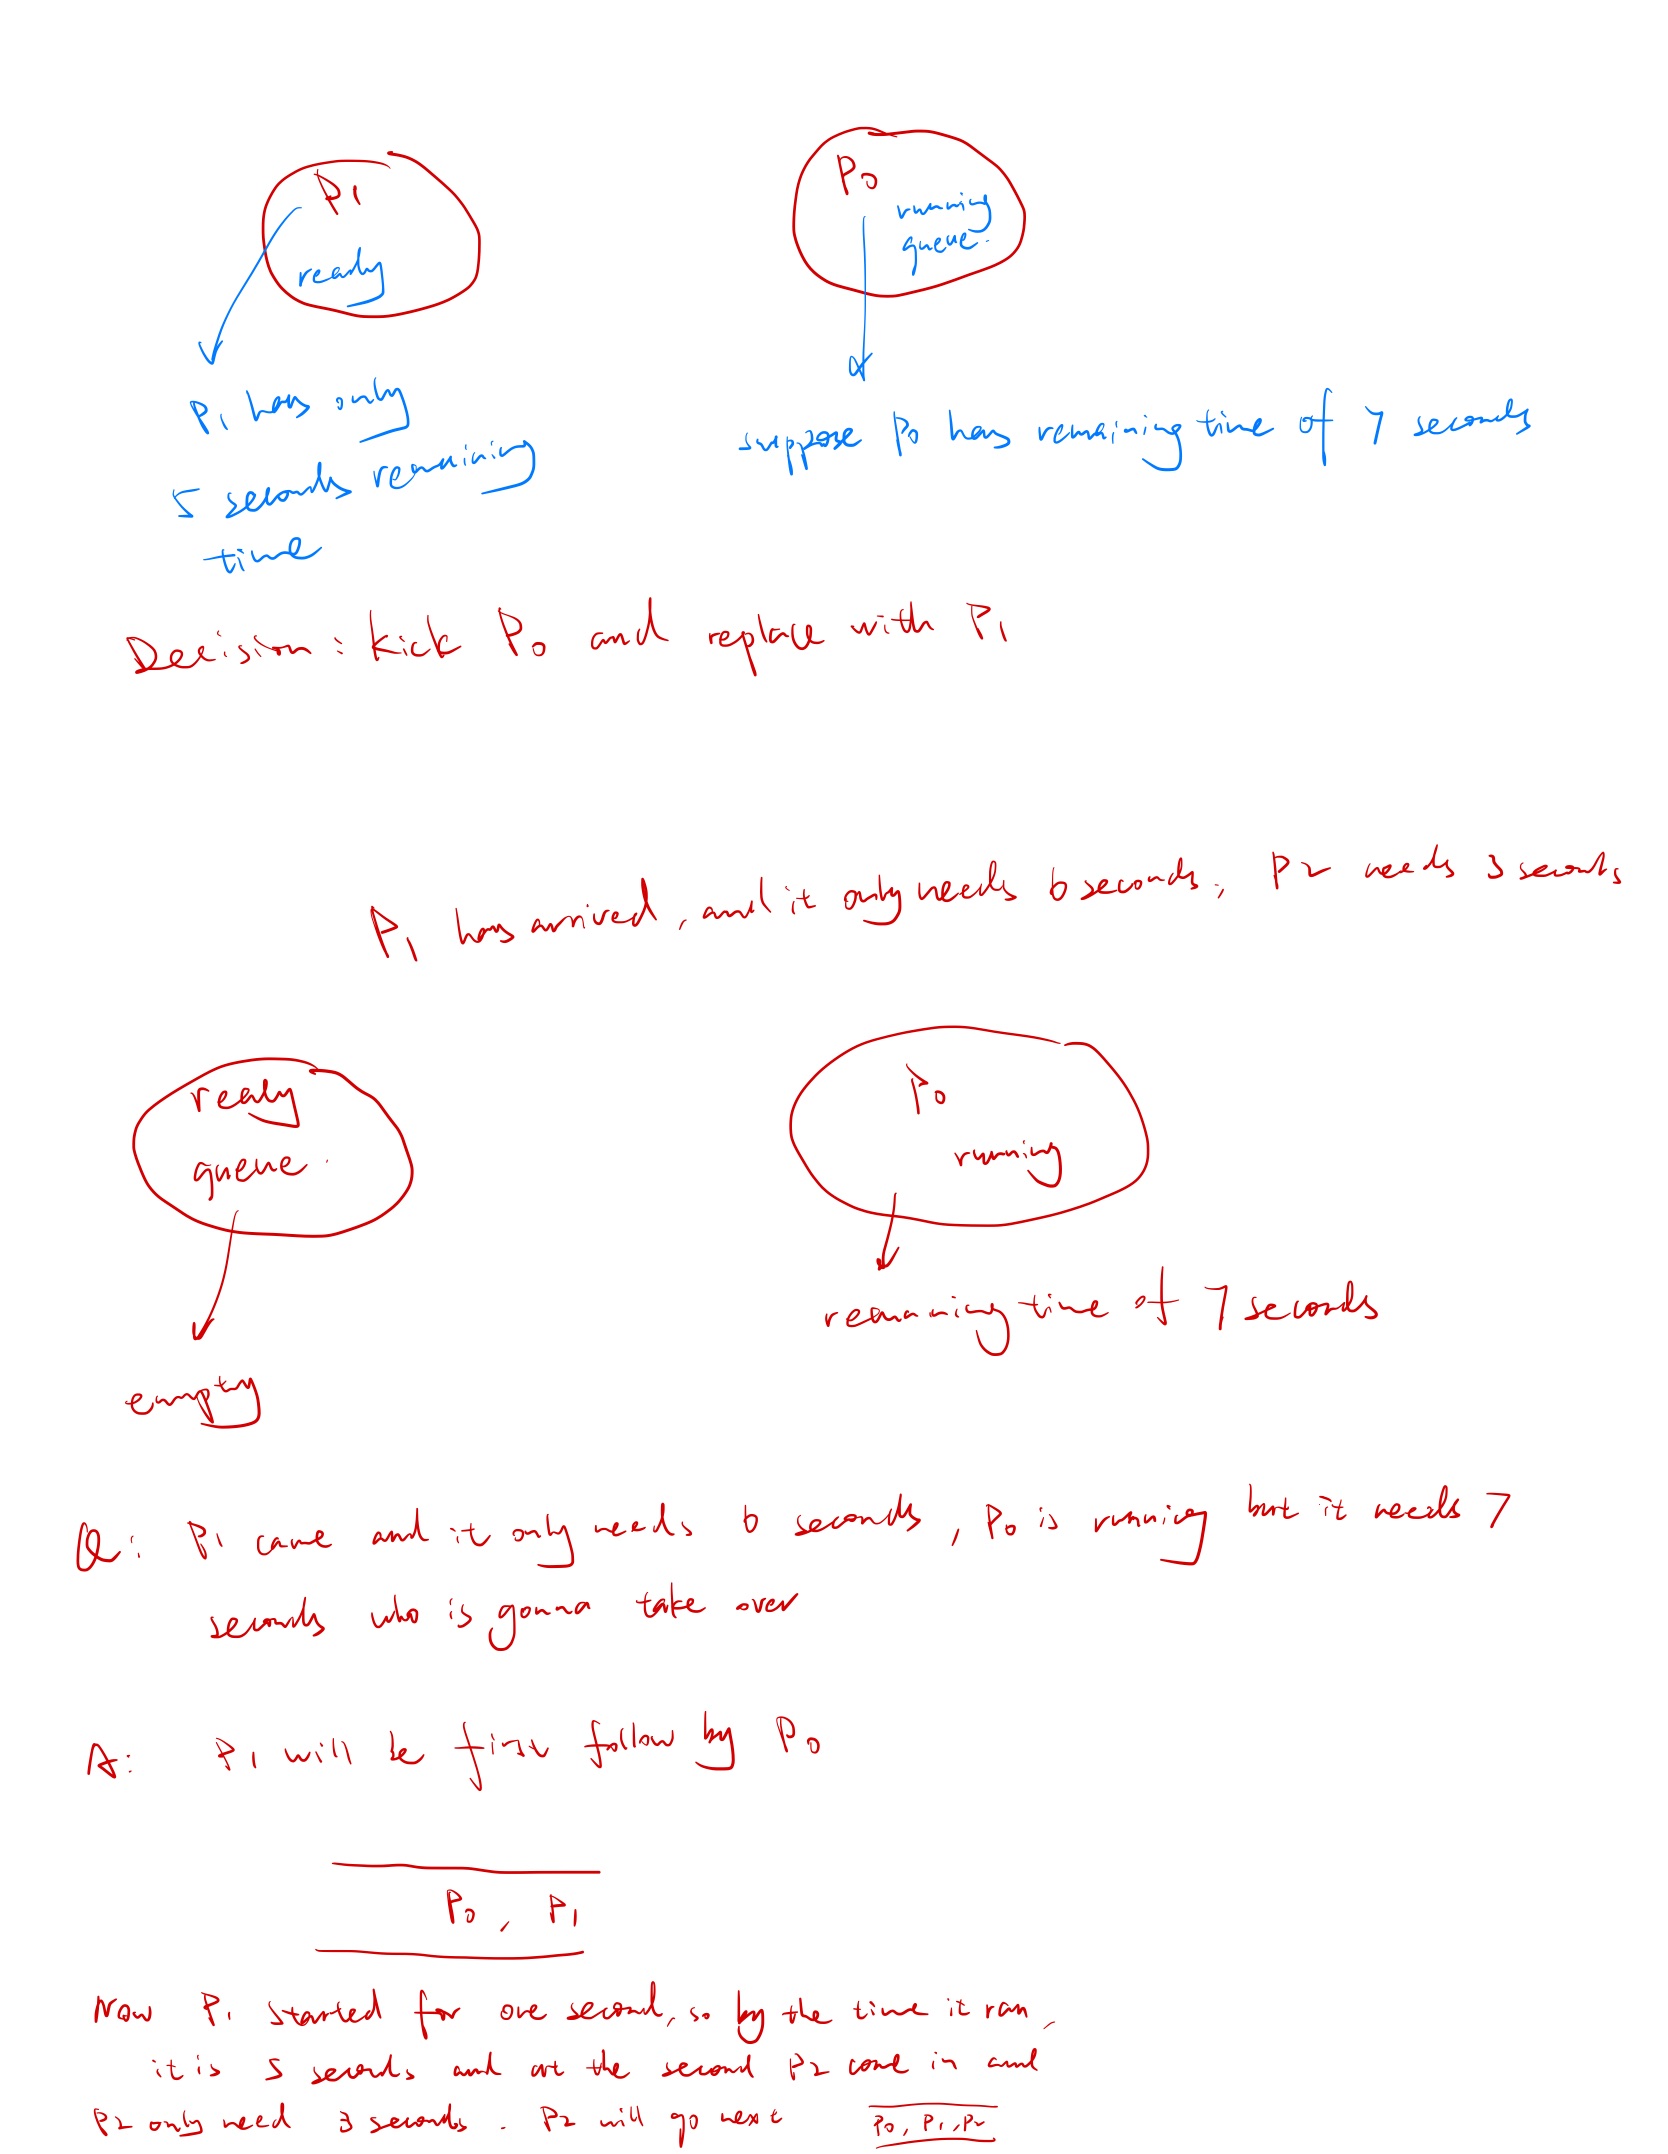 P1
ready
P0
running
queue.
P1 has only
5 seconds remaining
time
suppose P0 has remaining time of 7 seconds
Decision: kick P0 and replace with P1
P1 has arrived, and it only needs 6 seconds, P2 needs 3 seconds
ready
queue.
empty
P0
running
remaining time of 7 seconds
Q: P1 came and it only needs 6 seconds, P0 is running but it needs 7
seconds who is gonna take over
A: P1 will be first follow by P0
P0, P1
Now P1 started for one second, so by the time it ran,
it is 5 seconds and at the second P2 come in and
P2 only need 3 seconds. P2 will go next
P0, P1, P2